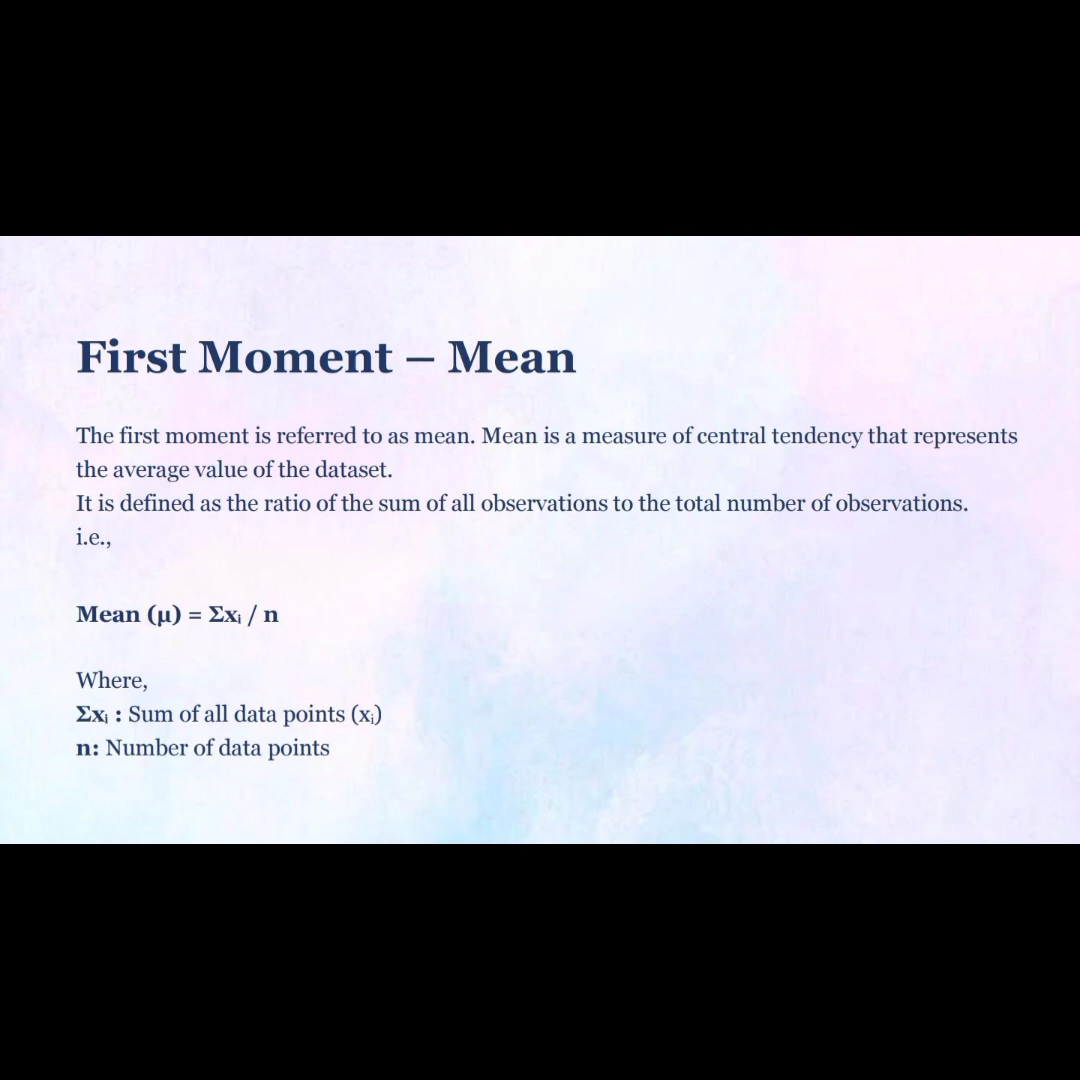 First Moment – Mean
The first moment is referred to as mean. Mean is a measure of central tendency that represents
the average value of the dataset.
It is defined as the ratio of the sum of all observations to the total number of observations.
i.e.,
Mean (μ) = Σxᵢ / n
Where,
Σxᵢ : Sum of all data points (xᵢ)
n: Number of data points